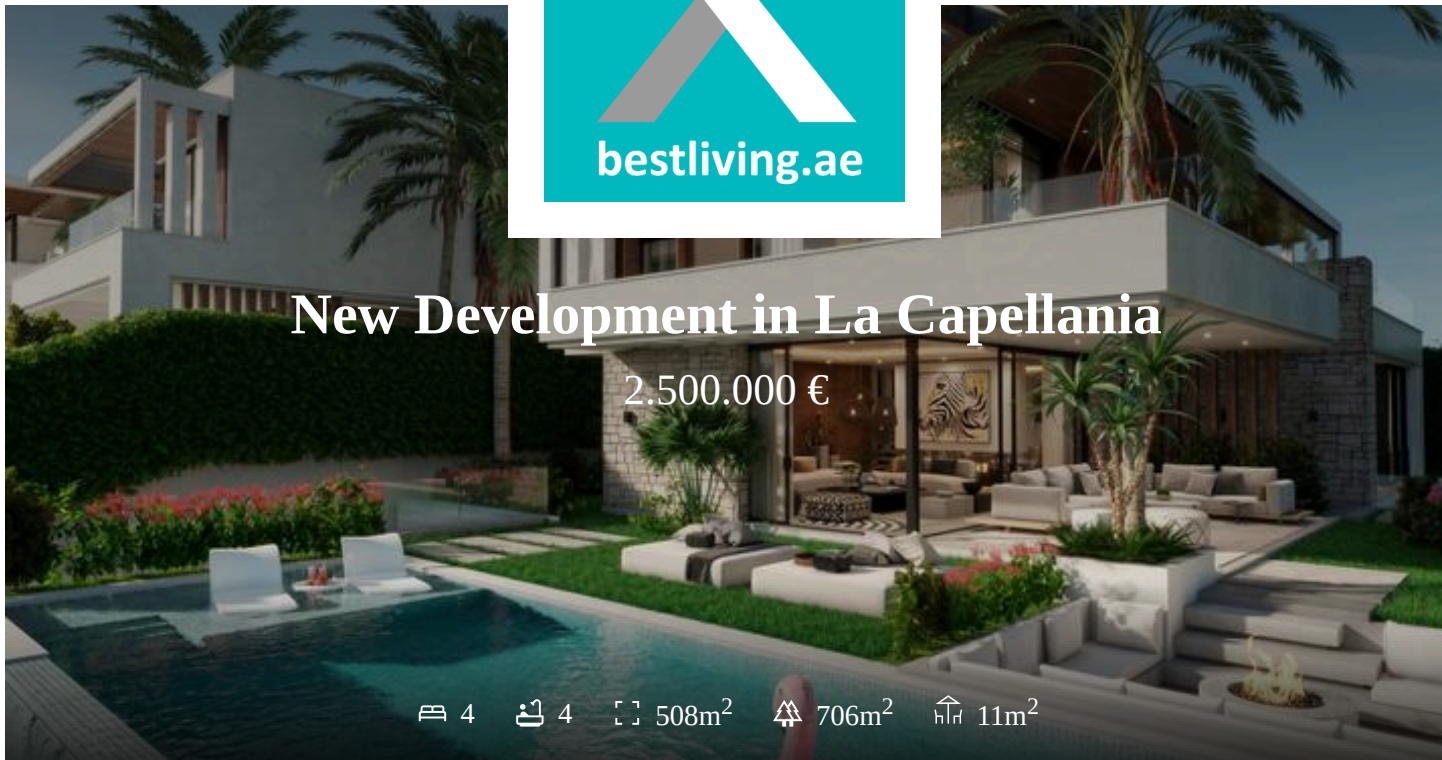 bestliving.ae
New Development in La Capellania
2.500.000 €
4 4 508m² 706m² 11m²